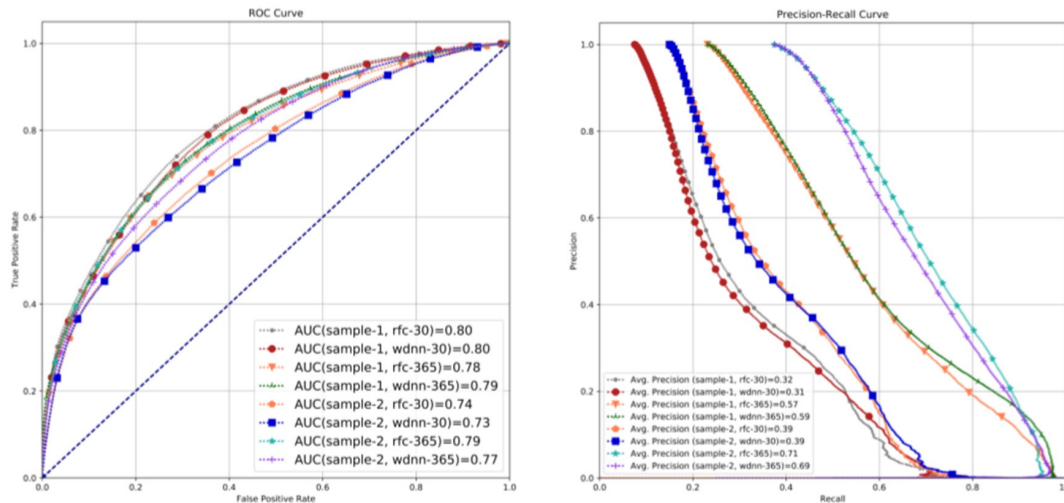 ROC Curve
1.0
0.8
0.6
0.4
0.2
0.0
True Positive Rate
0.0 0.2 0.4 0.6 0.8 1.0
False Positive Rate
AUC(sample-1, rfc-30)=0.80
AUC(sample-1, wdnn-30)=0.80
AUC(sample-1, rfc-365)=0.78
AUC(sample-1, wdnn-365)=0.79
AUC(sample-2, rfc-30)=0.74
AUC(sample-2, wdnn-30)=0.73
AUC(sample-2, rfc-365)=0.79
AUC(sample-2, wdnn-365)=0.77
Precision-Recall Curve
1.0
0.8
0.6
0.4
0.2
0.0
Precision
0.0 0.2 0.4 0.6 0.8 1.0
Recall
Avg. Precision (sample-1, rfc-30)=0.32
Avg. Precision (sample-1, wdnn-30)=0.31
Avg. Precision (sample-1, rfc-365)=0.57
Avg. Precision (sample-1, wdnn-365)=0.59
Avg. Precision (sample-2, rfc-30)=0.39
Avg. Precision (sample-2, wdnn-30)=0.39
Avg. Precision (sample-2, rfc-365)=0.71
Avg. Precision (sample-2, wdnn-365)=0.69